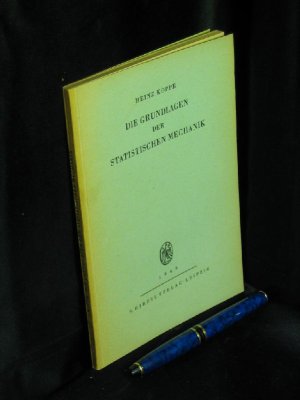 HEINZ KOPPE
DIE GRUNDLAGEN
DER
STATISTISCHEN MECHANIK
S. HIRZEL VERLAG LEIPZIG